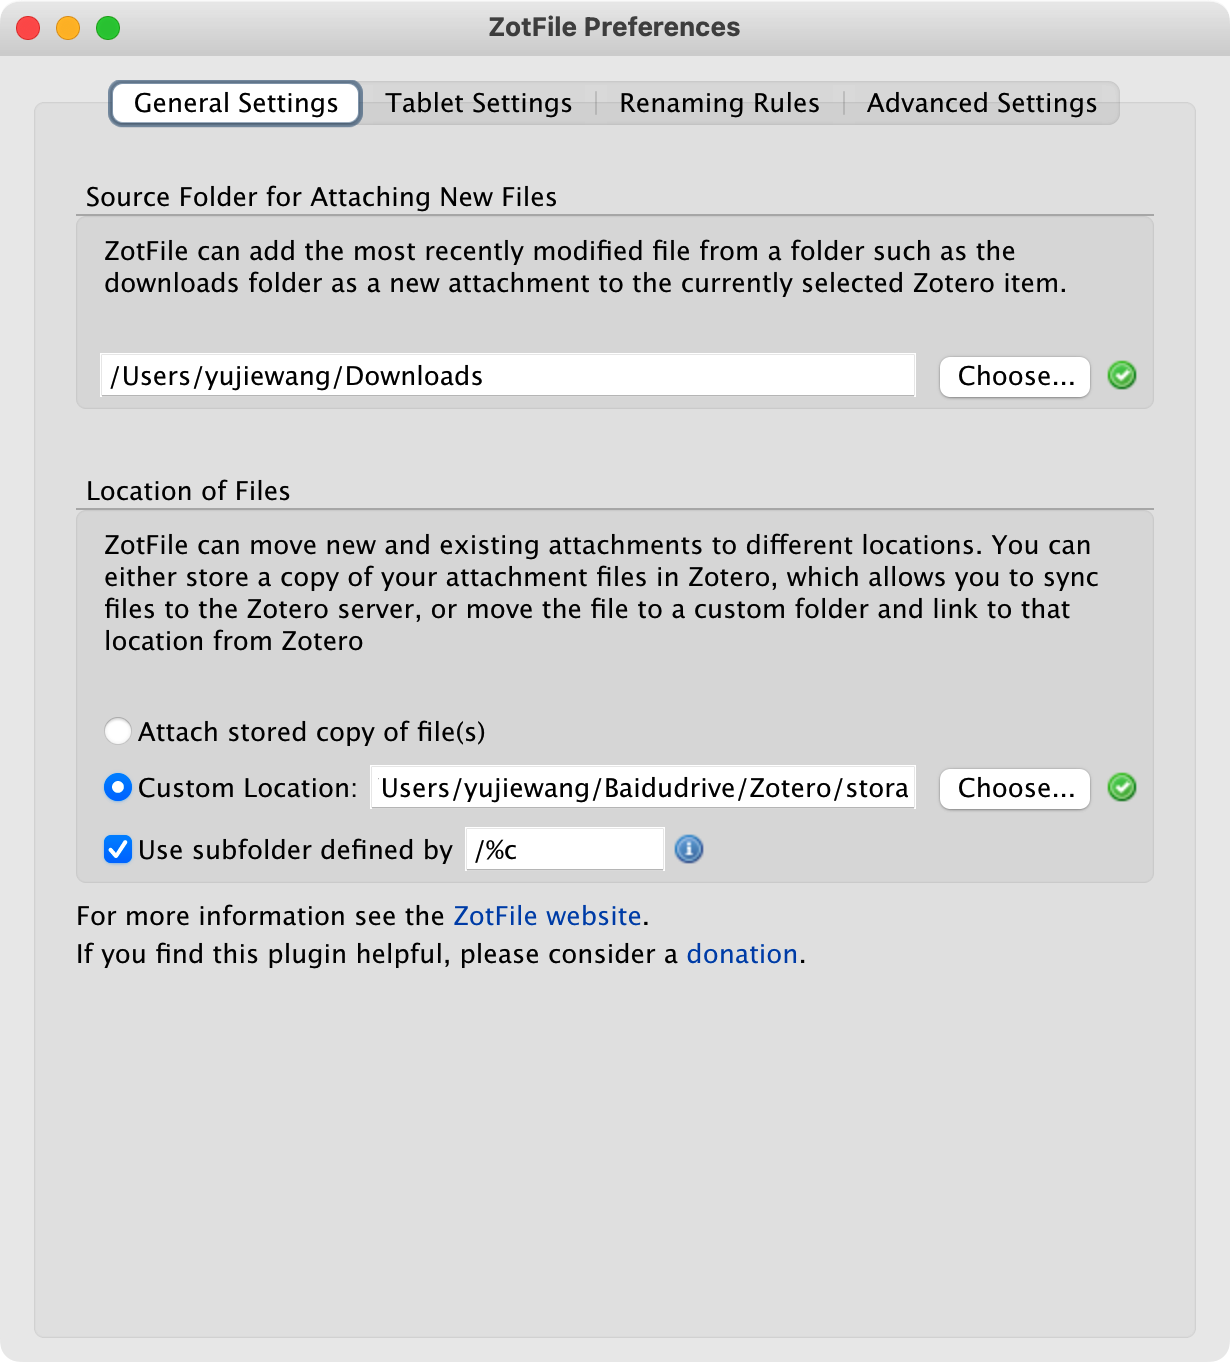 ZotFile Preferences
General Settings
Tablet Settings
Renaming Rules
Advanced Settings
Source Folder for Attaching New Files
ZotFile can add the most recently modified file from a folder such as the
downloads folder as a new attachment to the currently selected Zotero item.
/Users/yujiewang/Downloads
Choose...
Location of Files
ZotFile can move new and existing attachments to different locations. You can
either store a copy of your attachment files in Zotero, which allows you to sync
files to the Zotero server, or move the file to a custom folder and link to that
location from Zotero
Attach stored copy of file(s)
Custom Location:
Users/yujiewang/Baidudrive/Zotero/stora
Choose...
Use subfolder defined by
/%c
For more information see the ZotFile website.
If you find this plugin helpful, please consider a donation.